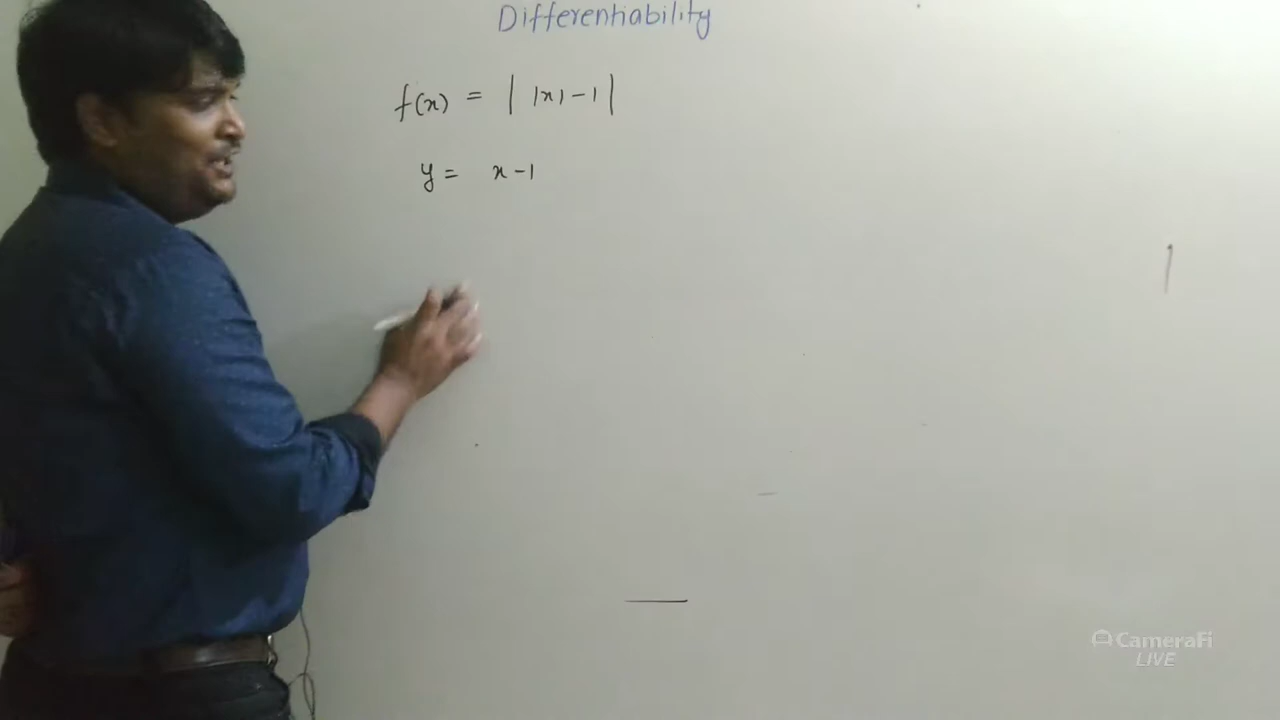 Differentiability
f(x) = | |x| - 1 |
y = x - 1
CameraFi
LIVE